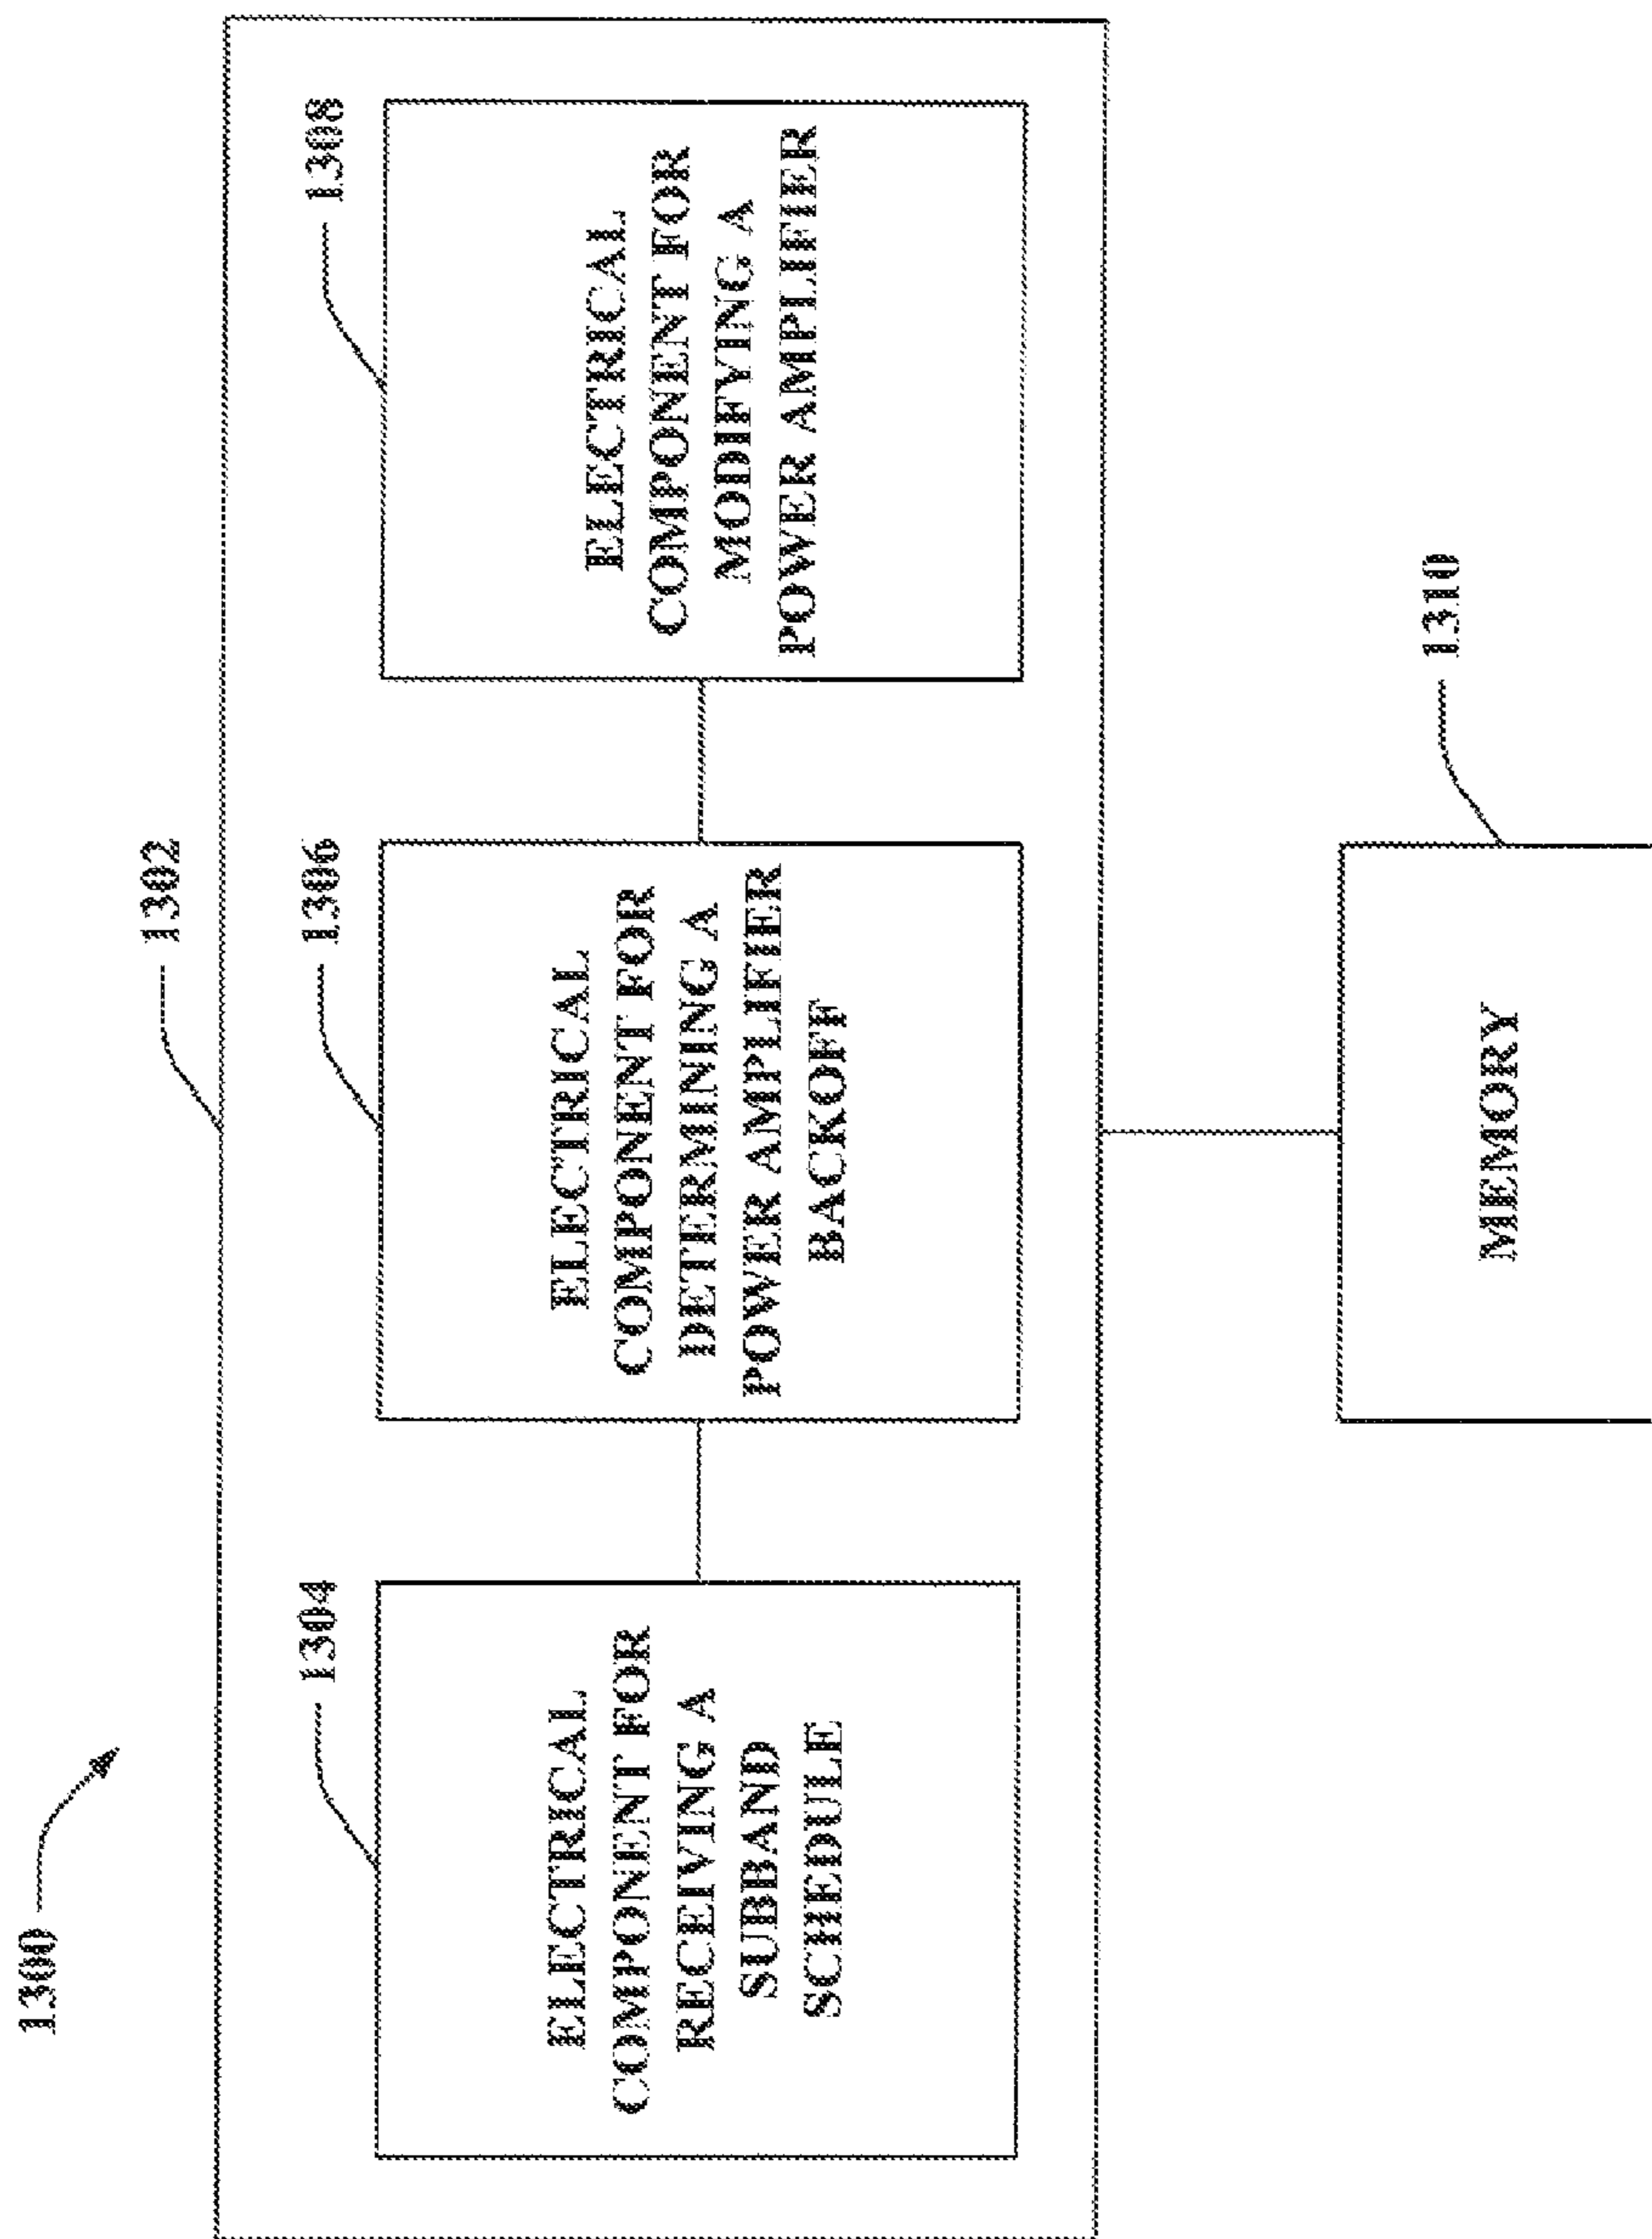 1300
1302
1304
ELECTRICAL
COMPONENT FOR
RECEIVING A
SUBBAND
SCHEDULE
1306
ELECTRICAL
COMPONENT FOR
DETERMINING A
POWER AMPLIFIER
BACKOFF
1308
ELECTRICAL
COMPONENT FOR
MODIFYING A
POWER AMPLIFIER
1310
MEMORY